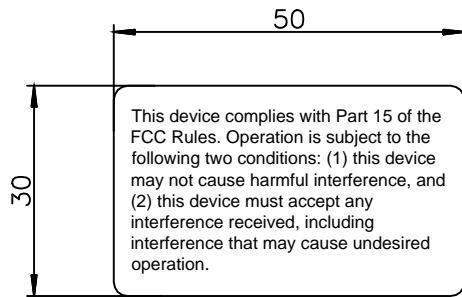 50
30
This device complies with Part 15 of the
FCC Rules. Operation is subject to the
following two conditions: (1) this device
may not cause harmful interference, and
(2) this device must accept any
interference received, including
interference that may cause undesired
operation.